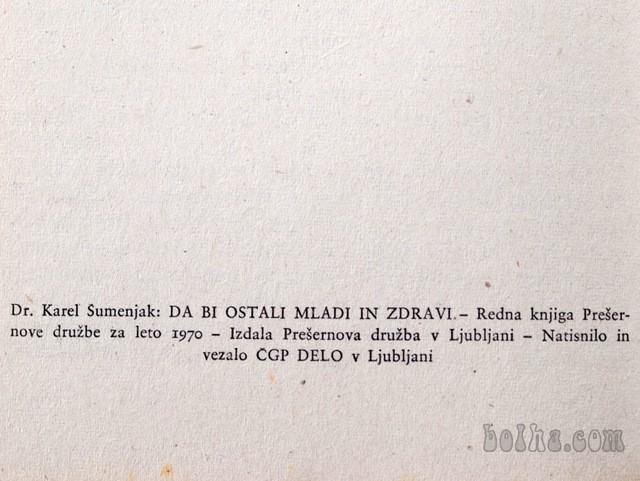 Dr. Karel Šumenjak: DA BI OSTALI MLADI IN ZDRAVI. – Redna knjiga Prešer-
nove družbe za leto 1970 – Izdala Prešernova družba v Ljubljani – Natisnilo in
vezalo ČGP DELO v Ljubljani
bolha.com